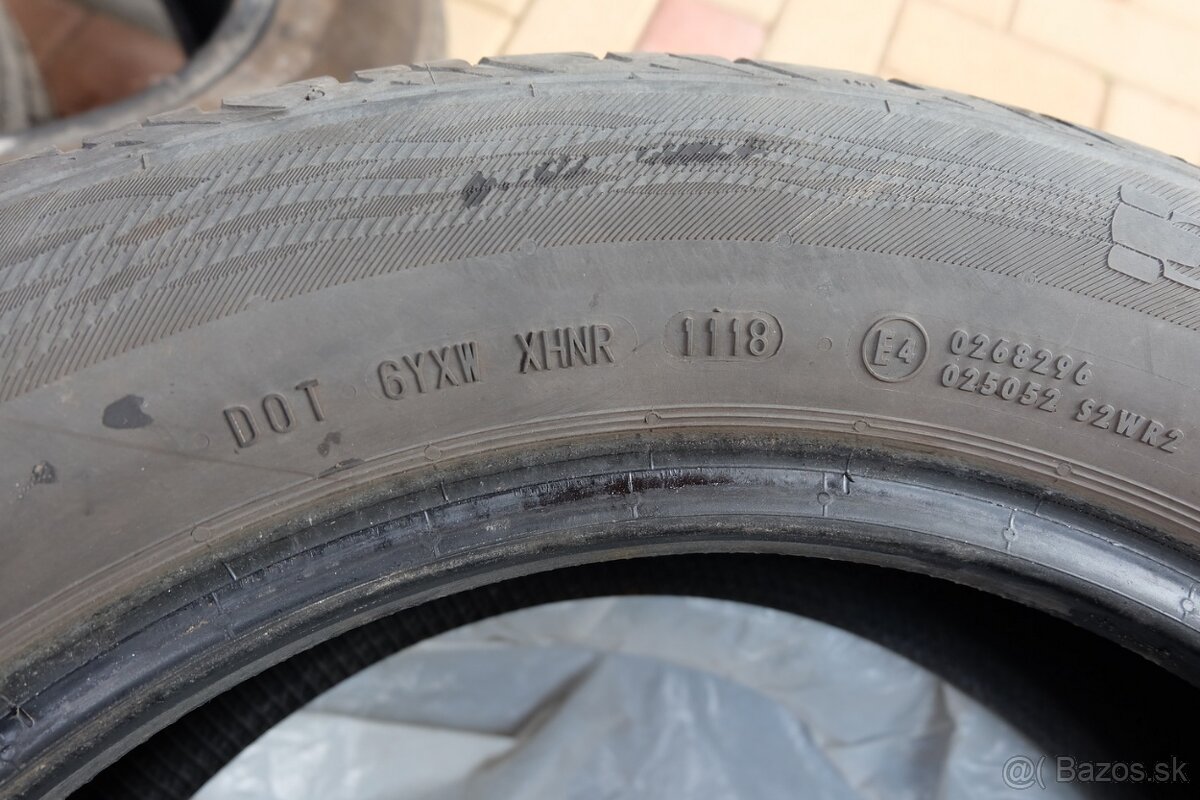 DOT 6YXW XHNR 1118 E4 0268296
025052 S2WR2
@( Bazos.sk